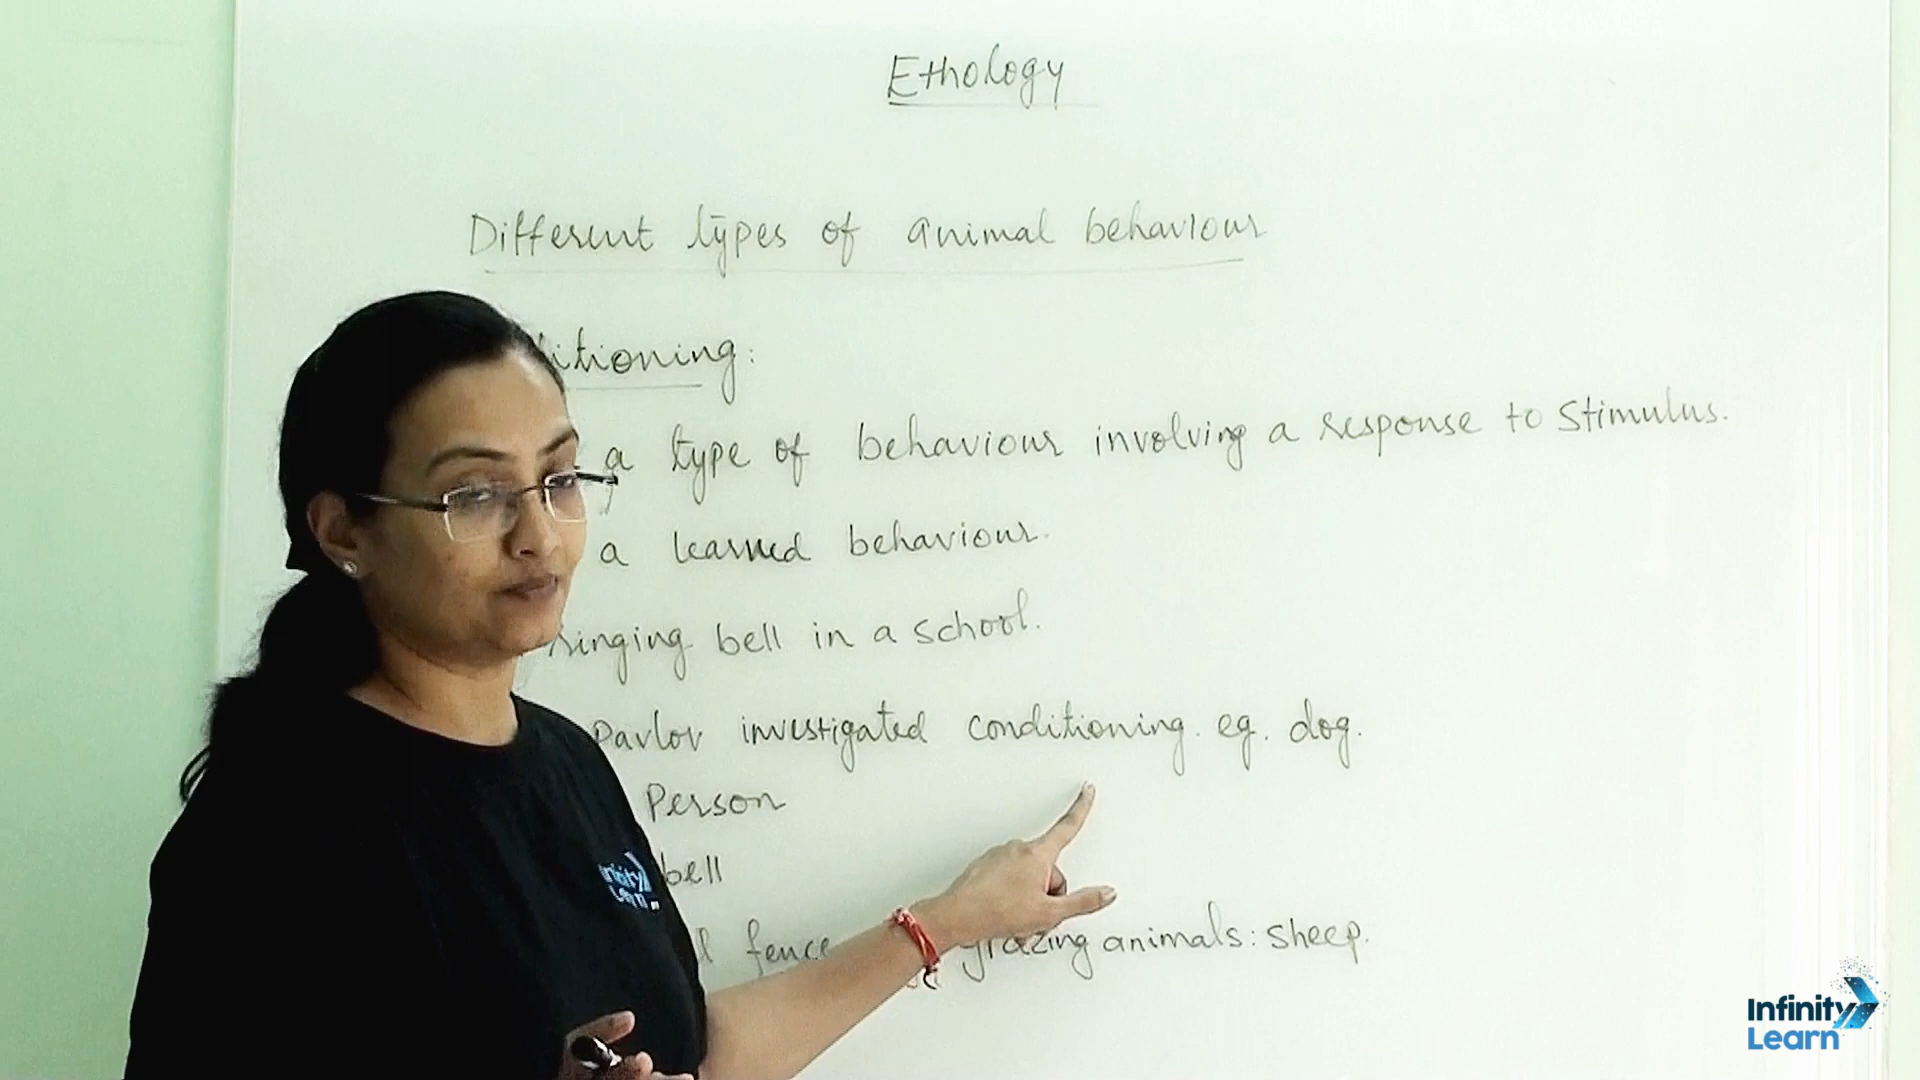 Ethology
Different types of animal behaviour
itioning:
a type of behaviour involving a response to stimulus.
a learned behaviour.
ringing bell in a school.
Pavlov investigated conditioning. eg. dog.
Person
bell
fence grazing animals: sheep.
Infinity
Learn
Infinity
Learn